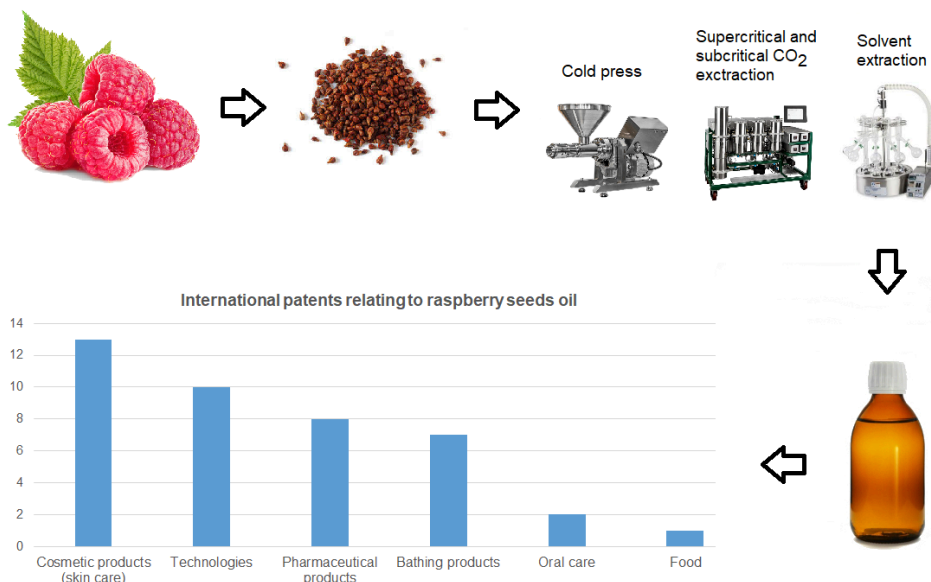 Cold press
Supercritical and
subcritical CO2
exctraction
Solvent
extraction
International patents relating to raspberry seeds oil
14
12
10
8
6
4
2
0
Cosmetic products
(skin care)
Technologies
Pharmaceutical
products
Bathing products
Oral care
Food